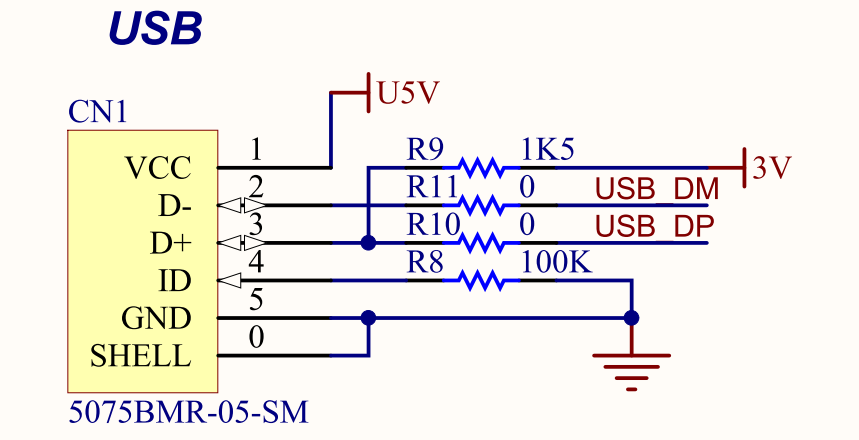 USB
U5V
CN1
VCC 1 R9 1K5 3V
D- 2 R11 0 USB_DM
D+ 3 R10 0 USB_DP
ID 4 R8 100K
GND 5
SHELL 0
5075BMR-05-SM